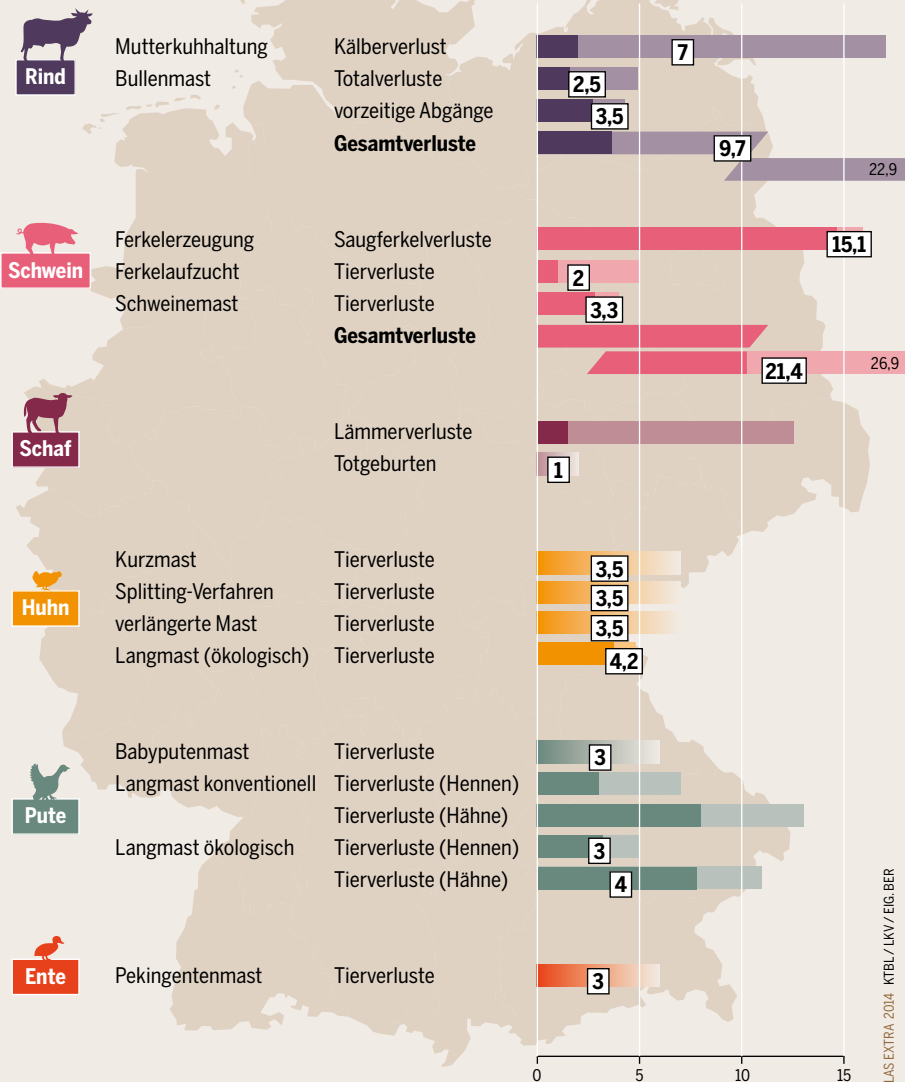 Rind
Mutterkuhhaltung Kälberverlust 7
Bullenmast Totalverluste 2,5
vorzeitige Abgänge 3,5
Gesamtverluste 9,7
22,9
Schwein
Ferkelerzeugung Saugferkelverluste 15,1
Ferkelaufzucht Tierverluste 2
Schweinemast Tierverluste 3,3
Gesamtverluste
21,4 26,9
Schaf
Lämmerverluste
Totgeburten 1
Huhn
Kurzmast Tierverluste 3,5
Splitting-Verfahren Tierverluste 3,5
verlängerte Mast Tierverluste 3,5
Langmast (ökologisch) Tierverluste 4,2
Pute
Babyputenmast Tierverluste 3
Langmast konventionell Tierverluste (Hennen)
Tierverluste (Hähne)
Langmast ökologisch Tierverluste (Hennen) 3
Tierverluste (Hähne) 4
Ente
Pekingentenmast Tierverluste 3
0 5 10 15
LAS EXTRA 2014 KTBL / LKV / EIG. BER